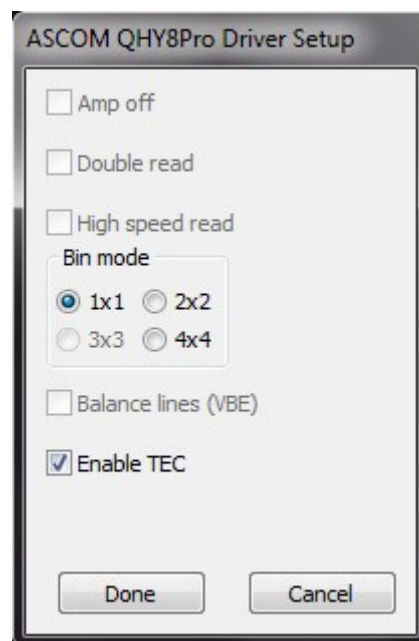 ASCOM QHY8Pro Driver Setup
Amp off
Double read
High speed read
Bin mode
1x1 2x2
3x3 4x4
Balance lines (VBE)
Enable TEC
Done Cancel